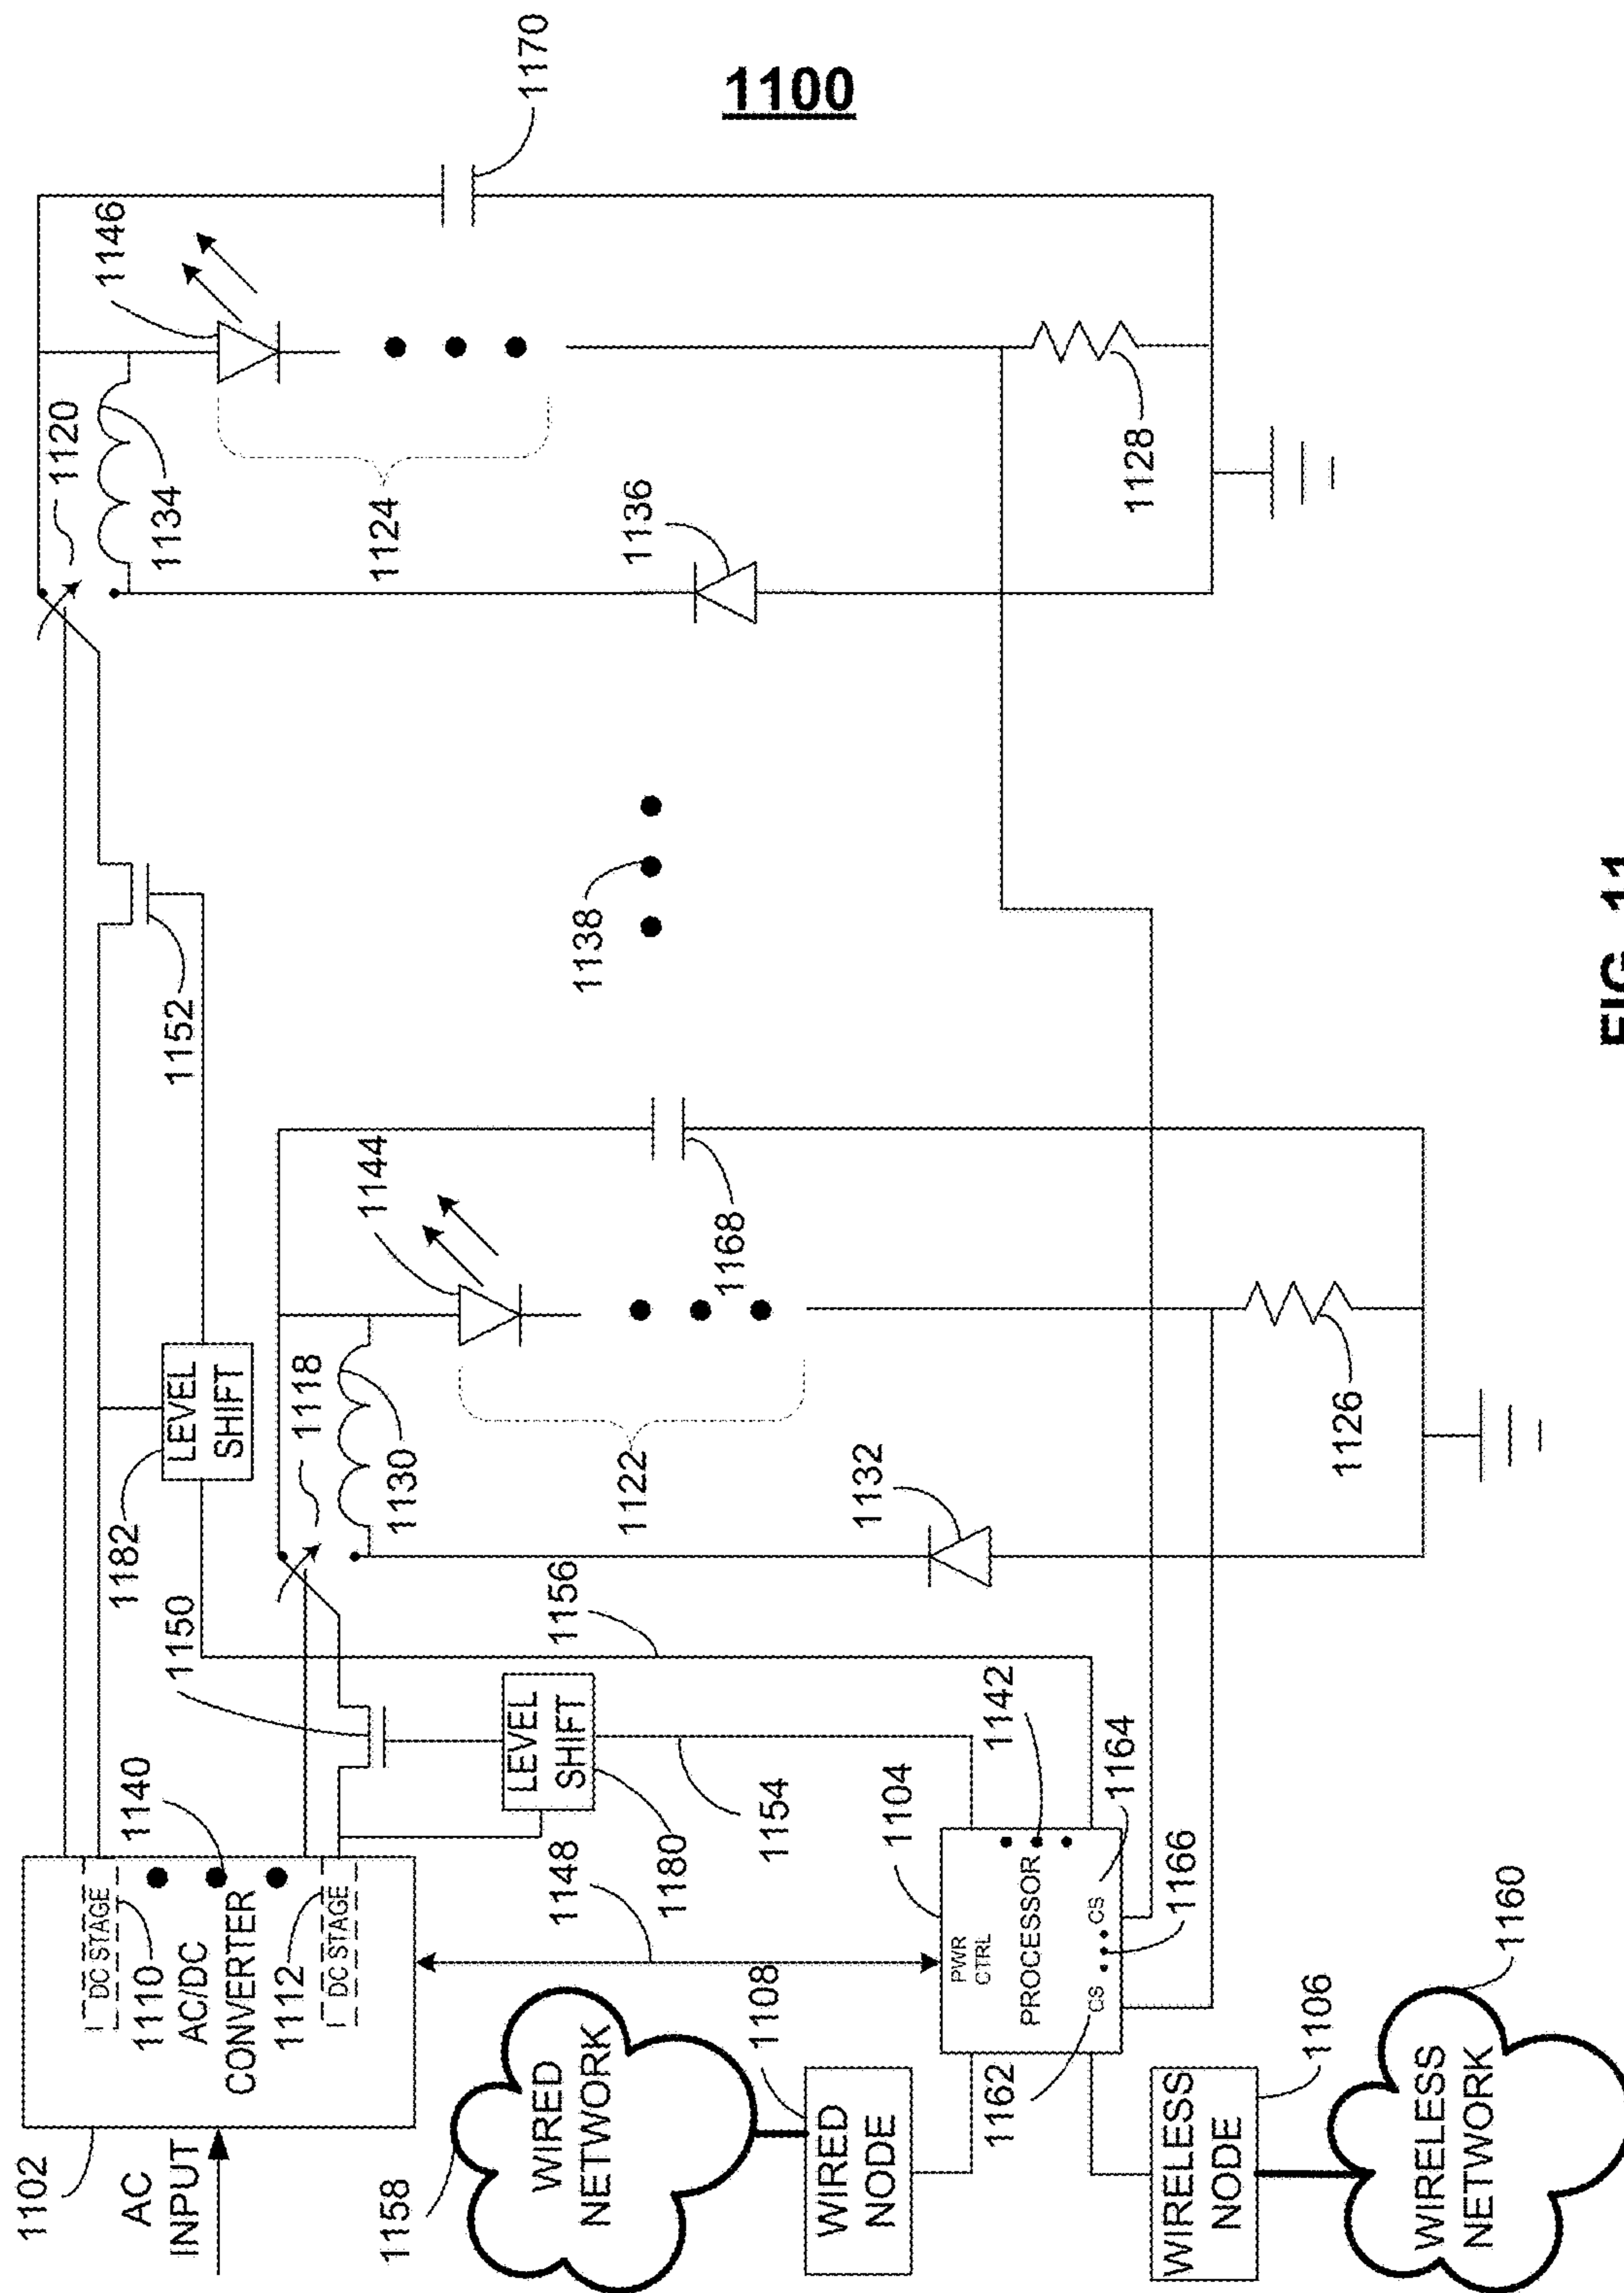 1100
1102
AC
INPUT
DC STAGE
1110
AC/DC
CONVERTER
1112
DC STAGE
1140
1150
1182
LEVEL
SHIFT
1152
1120
1134
1146
1170
1118
1130
1144
1124
1122
1168
1138
1136
1128
1132
1126
1156
LEVEL
SHIFT
1180
1154
1148
1158
WIRED
NETWORK
1108
WIRED
NODE
1104
PWR
CTRL
PROCESSOR
1142
CS
CS
1162
1164
1166
WIRELESS
NODE
1106
WIRELESS
NETWORK
1160
FIG. 11